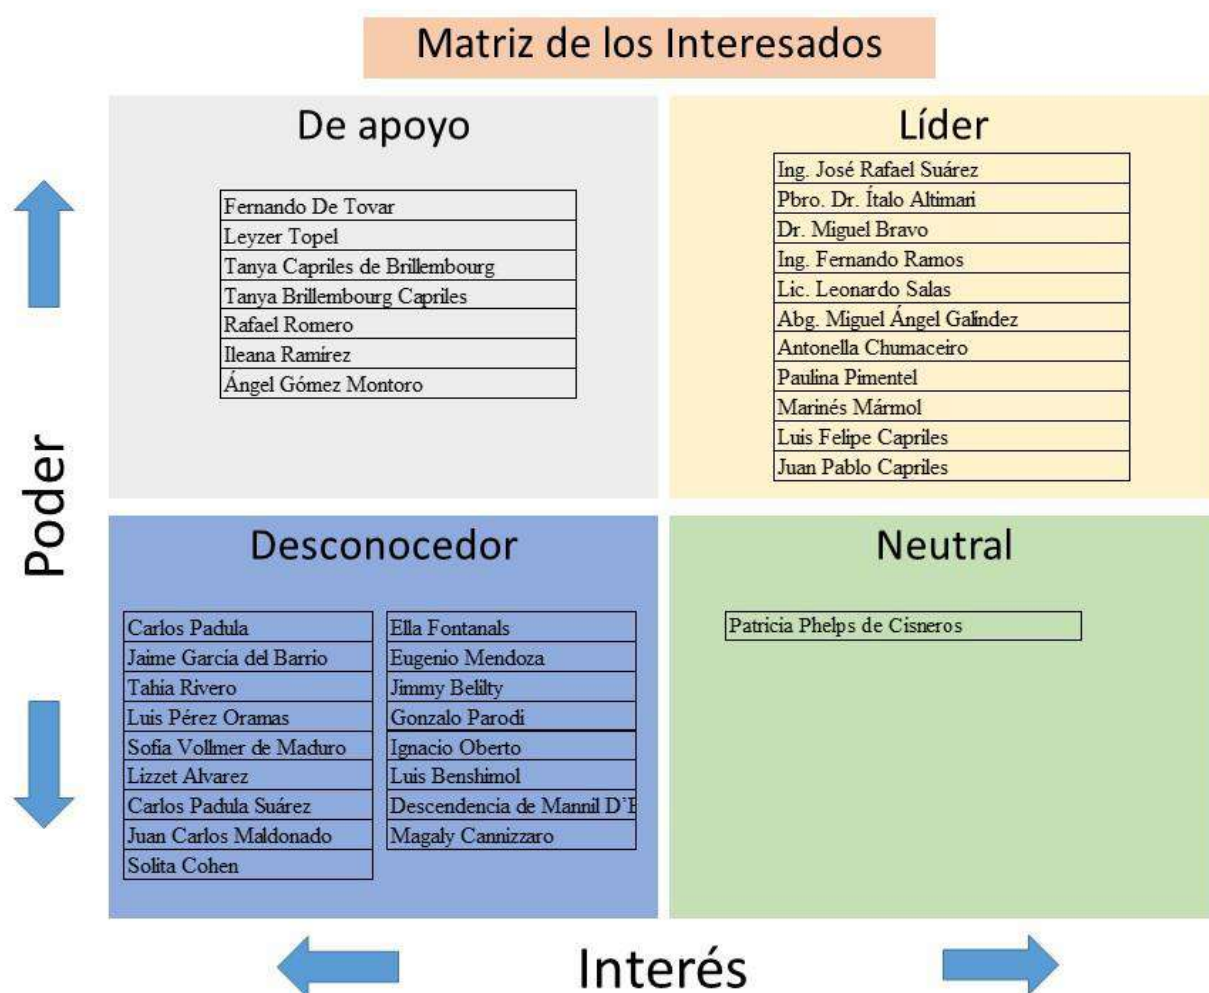 Matriz de los Interesados
De apoyo
Fernando De Tovar
Leyzer Topel
Tanya Capriles de Brillembourg
Tanya Brillembourg Capriles
Rafael Romero
Ileana Ramírez
Ángel Gómez Montoro
Líder
Ing. José Rafael Suárez
Pbro. Dr. Ítalo Altimari
Dr. Miguel Bravo
Ing. Fernando Ramos
Lic. Leonardo Salas
Abg. Miguel Ángel Galíndez
Antonella Chumaceiro
Paulina Pimentel
Marinés Mármol
Luis Felipe Capriles
Juan Pablo Capriles
Poder
Desconocedor
Carlos Padula
Jaime García del Barrio
Tahia Rivero
Luis Pérez Oramas
Sofia Vollmer de Maduro
Lizzet Alvarez
Carlos Padula Suárez
Juan Carlos Maldonado
Solita Cohen
Ella Fontanals
Eugenio Mendoza
Jimmy Belilty
Gonzalo Parodi
Ignacio Oberto
Luis Benshimol
Descendencia de Mannil
Magaly Cannizzaro
Neutral
Patricia Phelps de Cisneros
Interés